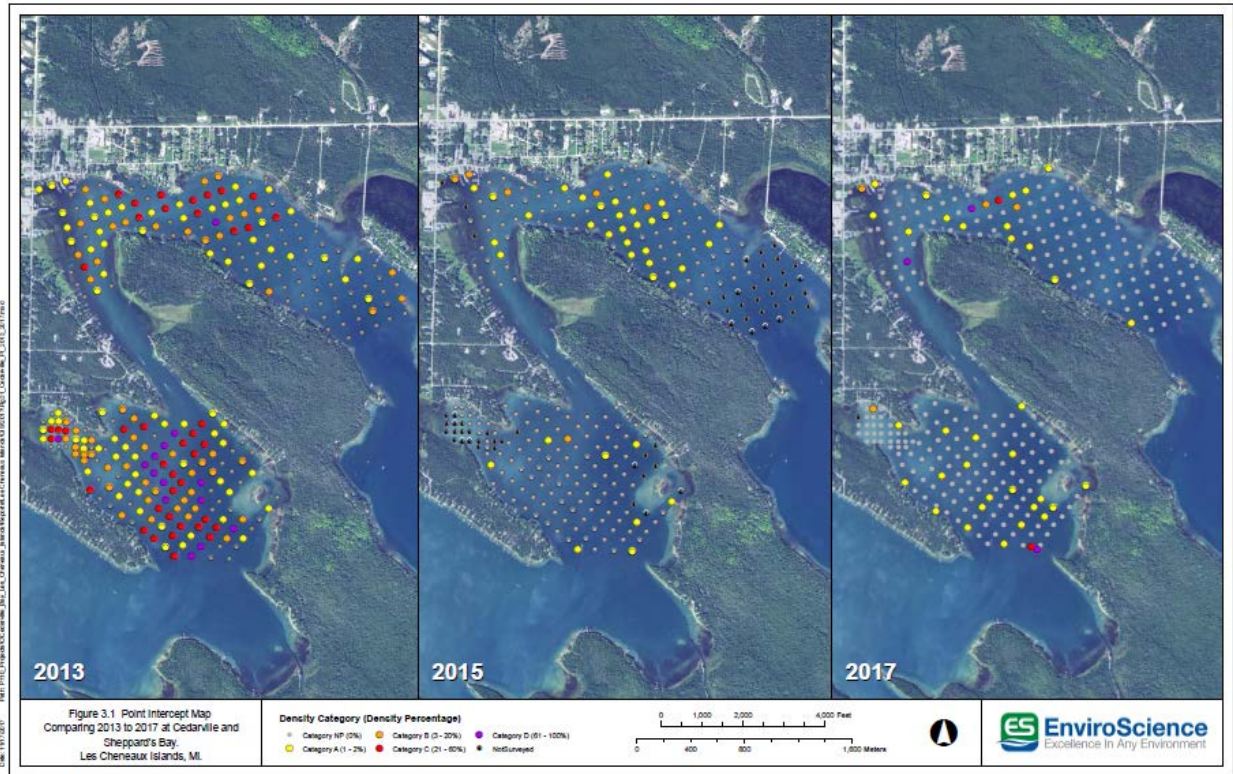 2013
2015
2017
Figure 3.1 Point Intercept Map
Comparing 2013 to 2017 at Cedarville and
Sheppard's Bay.
Les Cheneaux Islands, MI.
Density Category (Density Percentage)
Category NP (0%)
Category B (3 - 20%)
Category D (61 - 100%)
Category A (1 - 2%)
Category C (21 - 60%)
NotSurveyed
0 1,000 2,000 4,000 Feet
0 400 800 1,600 Meters
ES
EnviroScience
Excellence In Any Environment